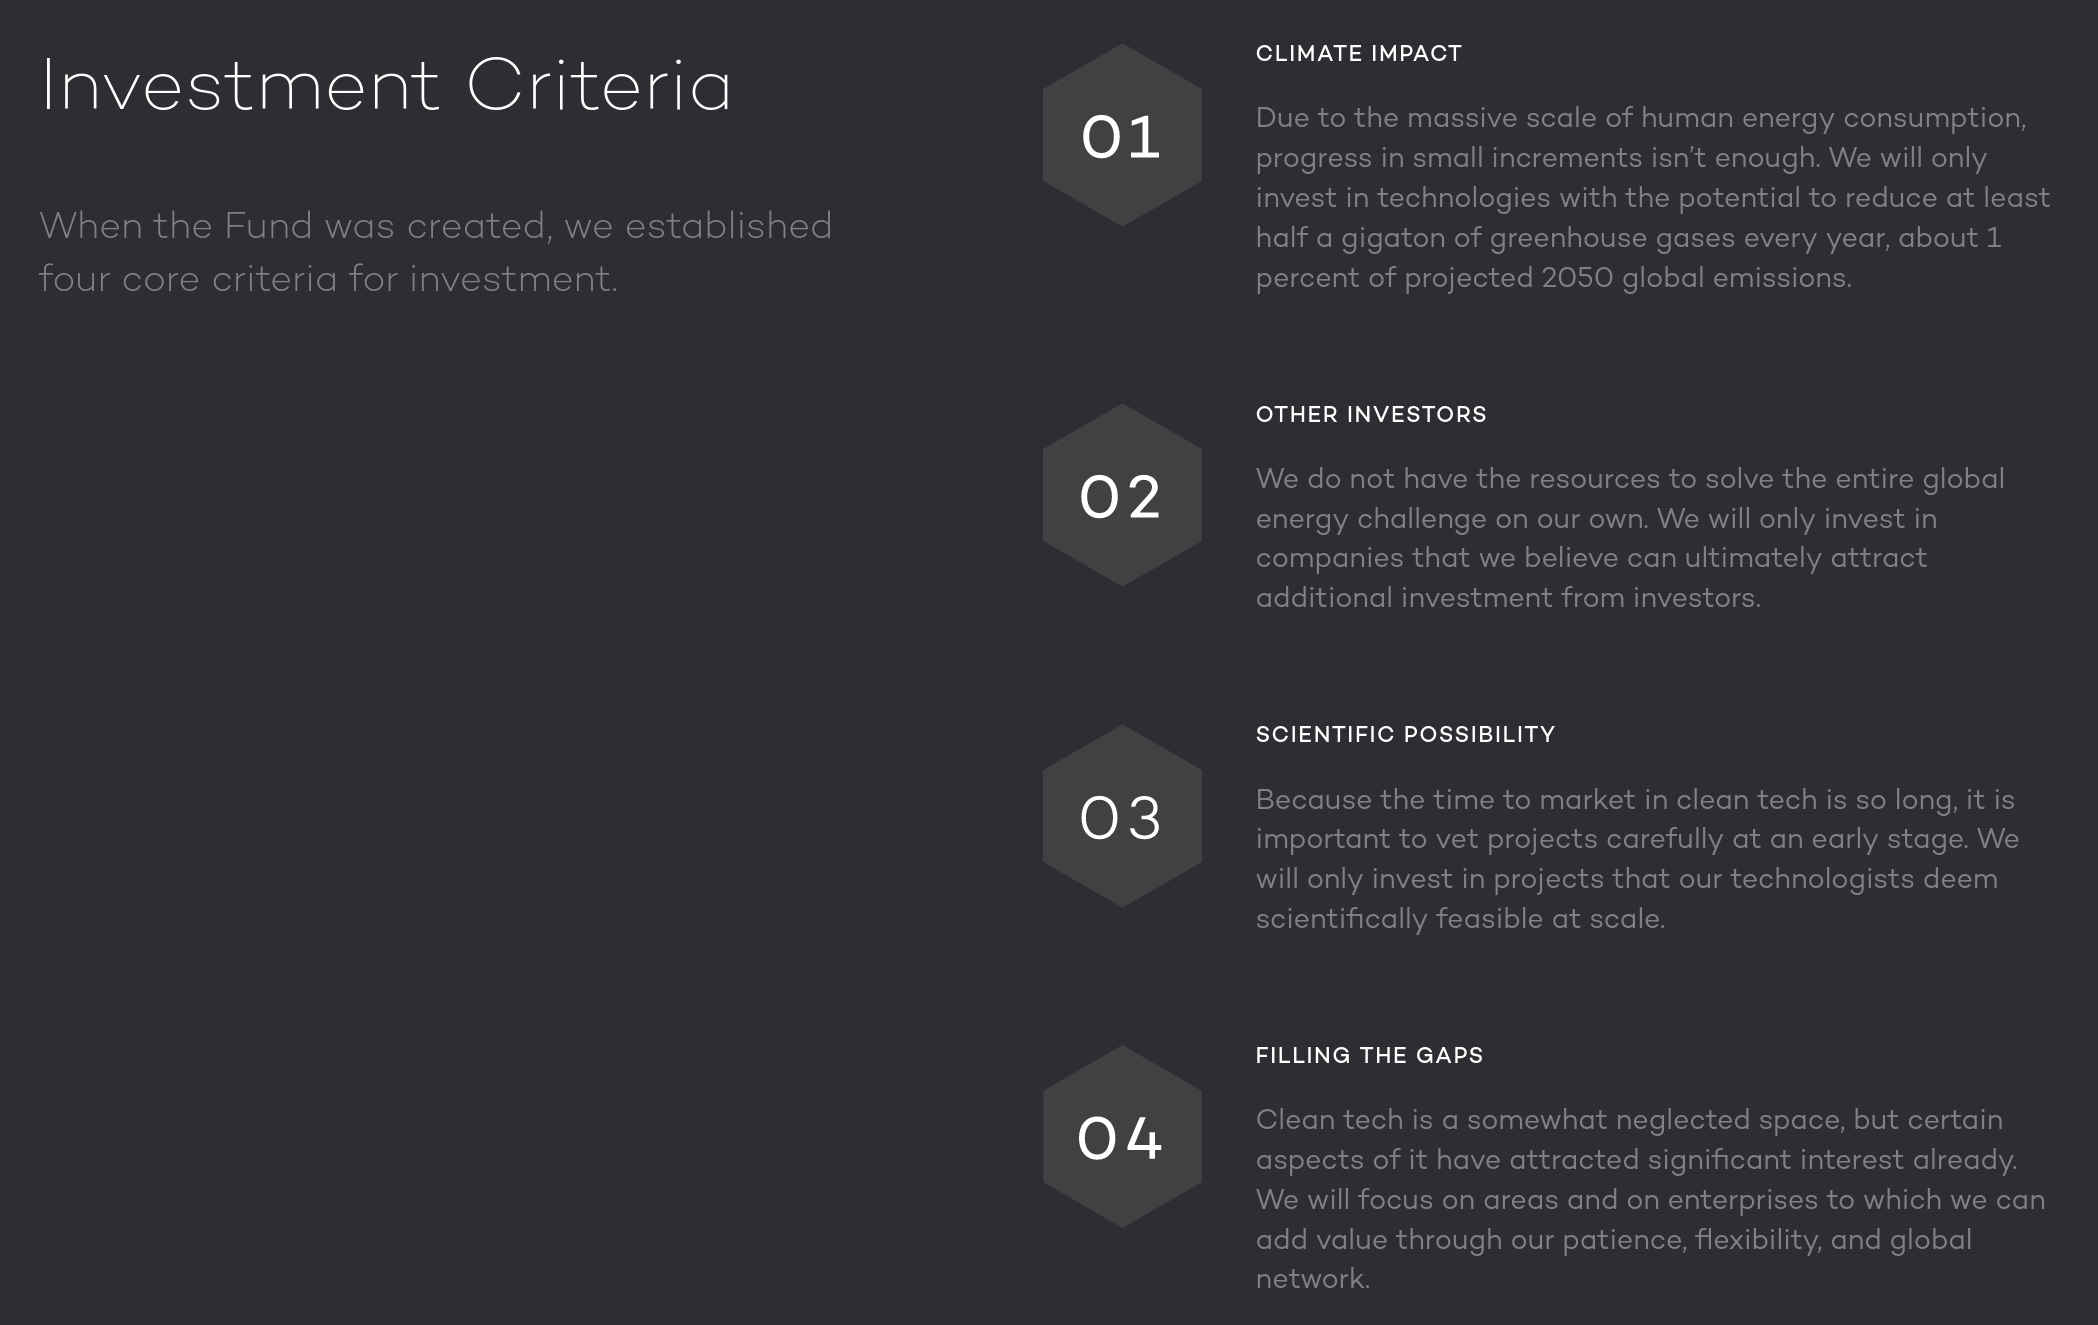 Investment Criteria
When the Fund was created, we established
four core criteria for investment.
01
CLIMATE IMPACT
Due to the massive scale of human energy consumption,
progress in small increments isn’t enough. We will only
invest in technologies with the potential to reduce at least
half a gigaton of greenhouse gases every year, about 1
percent of projected 2050 global emissions.
02
OTHER INVESTORS
We do not have the resources to solve the entire global
energy challenge on our own. We will only invest in
companies that we believe can ultimately attract
additional investment from investors.
03
SCIENTIFIC POSSIBILITY
Because the time to market in clean tech is so long, it is
important to vet projects carefully at an early stage. We
will only invest in projects that our technologists deem
scientifically feasible at scale.
04
FILLING THE GAPS
Clean tech is a somewhat neglected space, but certain
aspects of it have attracted significant interest already.
We will focus on areas and on enterprises to which we can
add value through our patience, flexibility, and global
network.